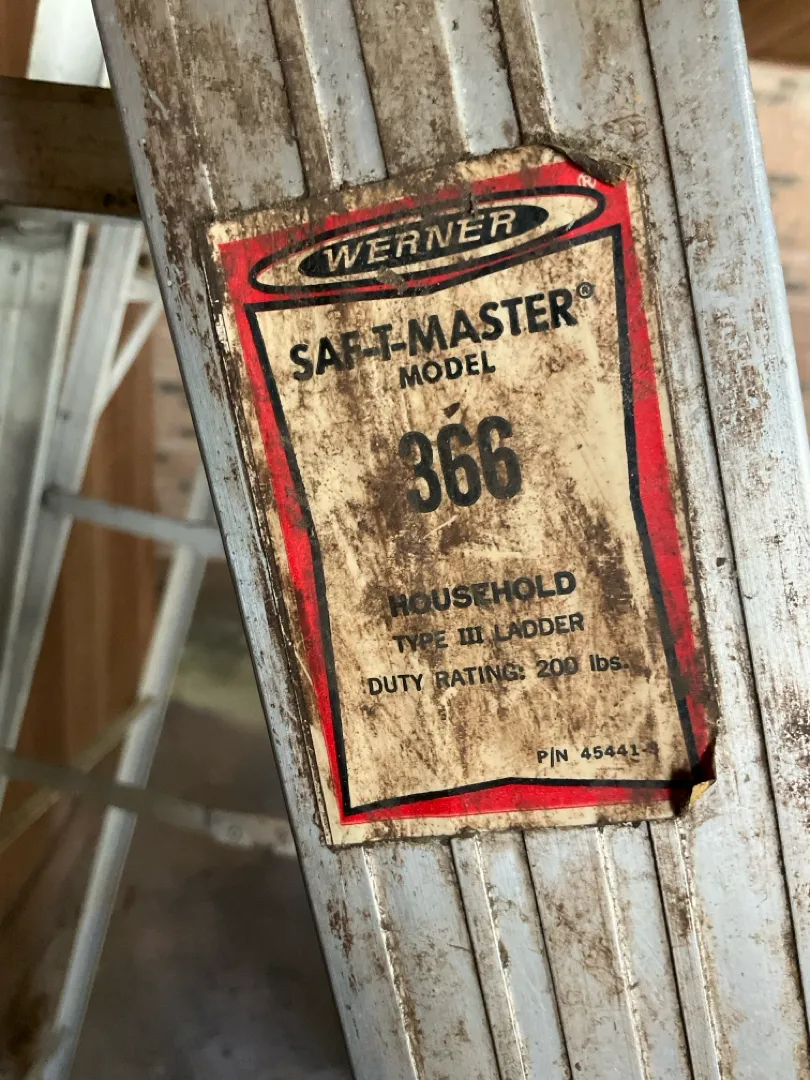 WERNER®
SAF-T-MASTER®
MODEL
366
HOUSEHOLD
TYPE III LADDER
DUTY RATING: 200 lbs.
P/N 45441-